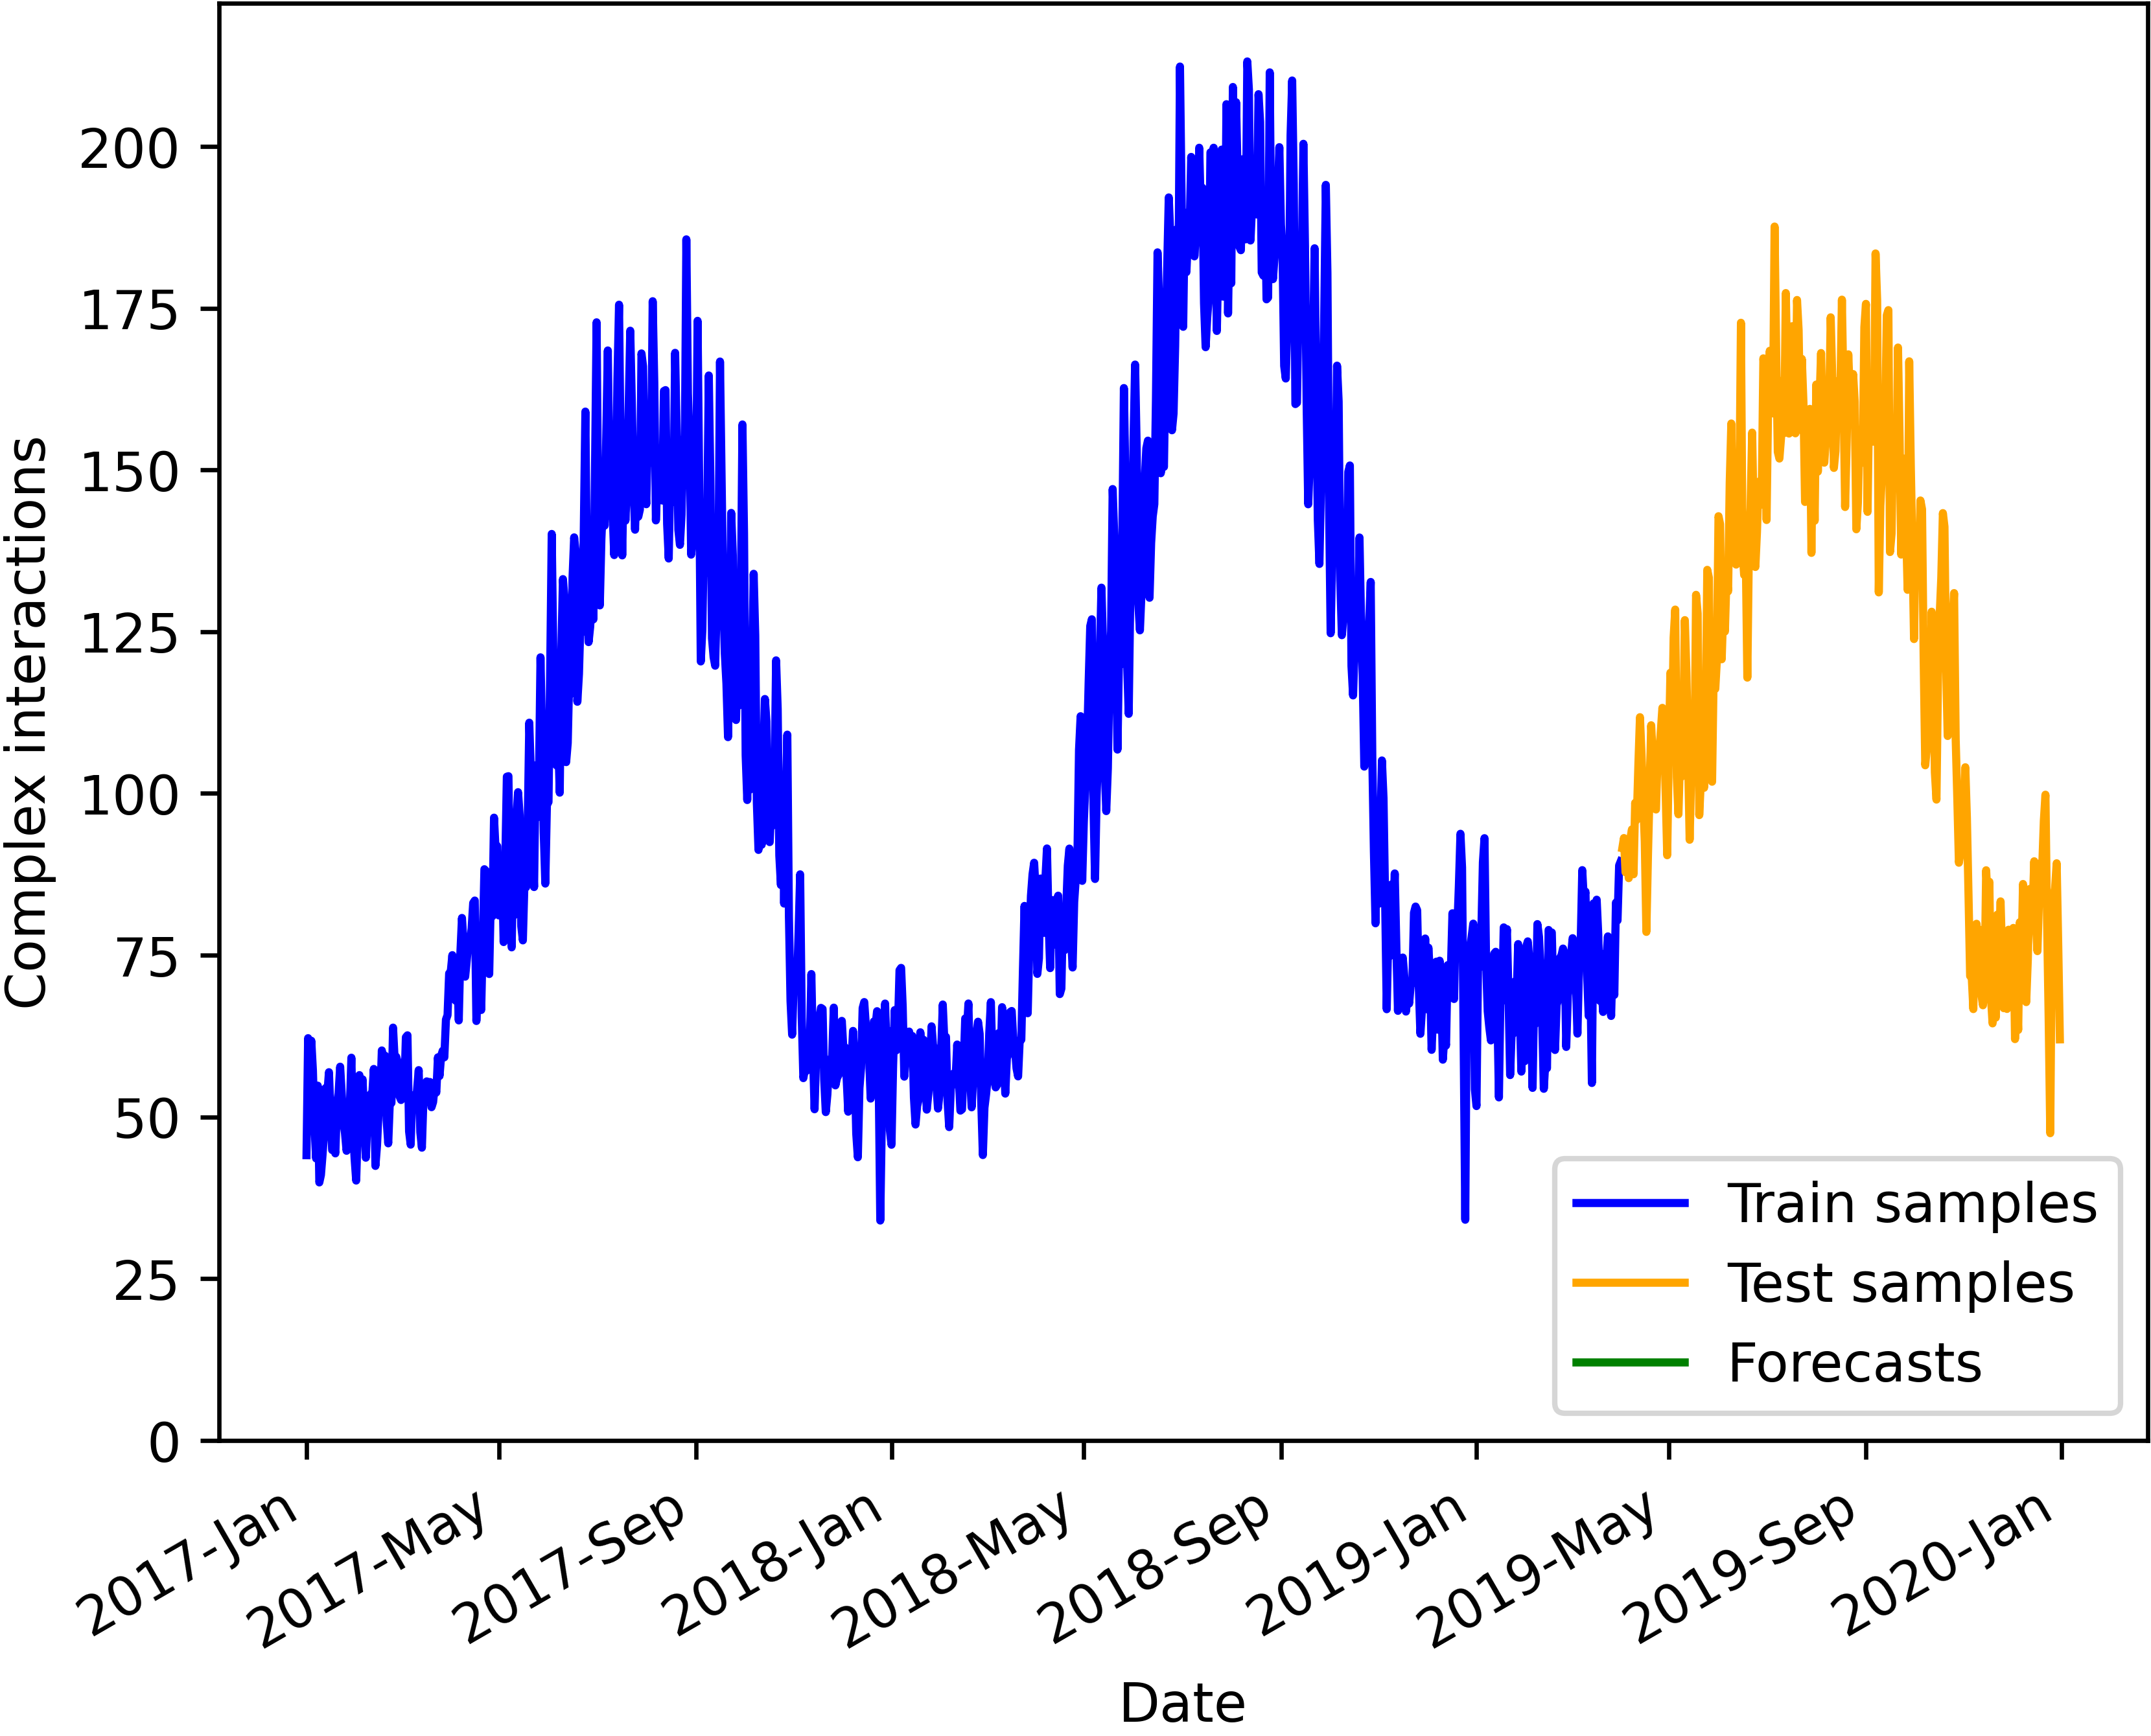 200
175
150
125
100
75
50
25
0
Complex interactions
Train samples
Test samples
Forecasts
2017-Jan
2017-May
2017-Sep
2018-Jan
2018-May
2018-Sep
2019-Jan
2019-May
2019-Sep
2020-Jan
Date